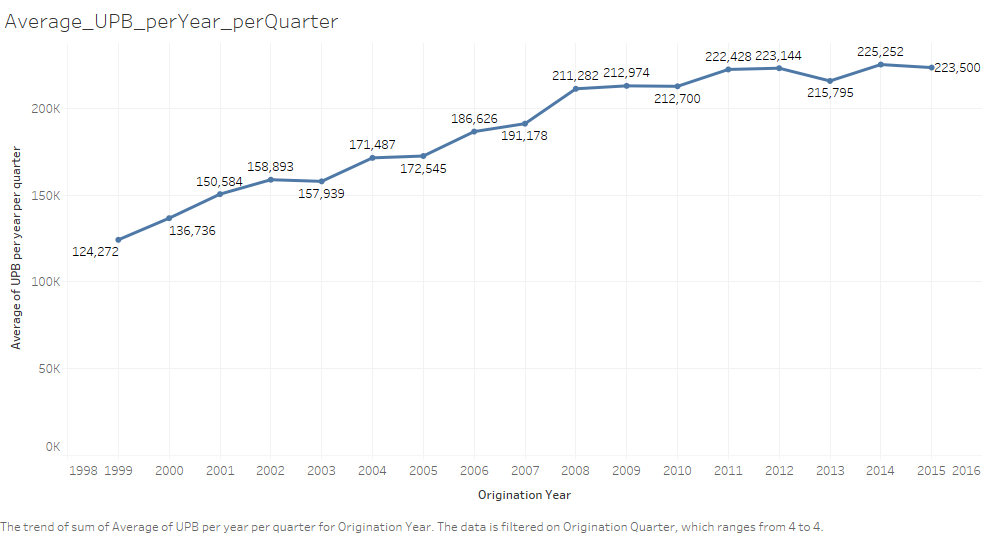 Average_UPB_perYear_perQuarter
225,252
222,428 223,144
223,500
211,282 212,974
215,795
212,700
200K
186,626
191,178
171,487
172,545
158,893
150,584
157,939
150K
136,736
124,272
100K
50K
0K
Average of UPB per year per quarter
1998 1999 2000 2001 2002 2003 2004 2005 2006 2007 2008 2009 2010 2011 2012 2013 2014 2015 2016
Origination Year
The trend of sum of Average of UPB per year per quarter for Origination Year. The data is filtered on Origination Quarter, which ranges from 4 to 4.